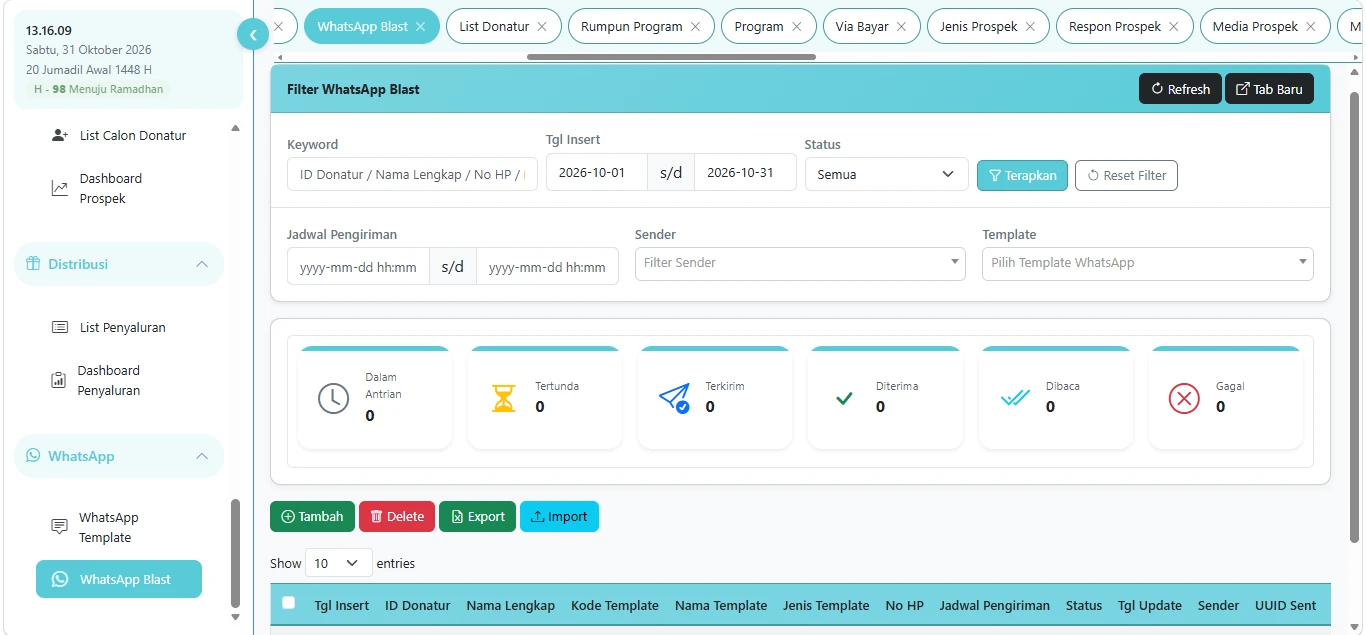 13.16.09
Sabtu, 31 Oktober 2026
20 Jumadil Awal 1448 H
H - 98 Menuju Ramadhan
List Calon Donatur
Dashboard
Prospek
Distribusi
List Penyaluran
Dashboard
Penyaluran
WhatsApp
WhatsApp
Template
WhatsApp Blast
WhatsApp Blast
List Donatur
Rumpun Program
Program
Via Bayar
Jenis Prospek
Respon Prospek
Media Prospek
Filter WhatsApp Blast
Refresh
Tab Baru
Keyword
Tgl Insert
Status
ID Donatur / Nama Lengkap / No HP /
2026-10-01 s/d 2026-10-31
Semua
Terapkan
Reset Filter
Jadwal Pengiriman
Sender
Template
yyyy-mm-dd hh:mm s/d yyyy-mm-dd hh:mm
Filter Sender
Pilih Template WhatsApp
Dalam
Antrian
0
Tertunda
0
Terkirim
0
Diterima
0
Dibaca
0
Gagal
0
Tambah
Delete
Export
Import
Show 10 entries
Tgl Insert ID Donatur Nama Lengkap Kode Template Nama Template Jenis Template No HP Jadwal Pengiriman Status Tgl Update Sender UUID Sent